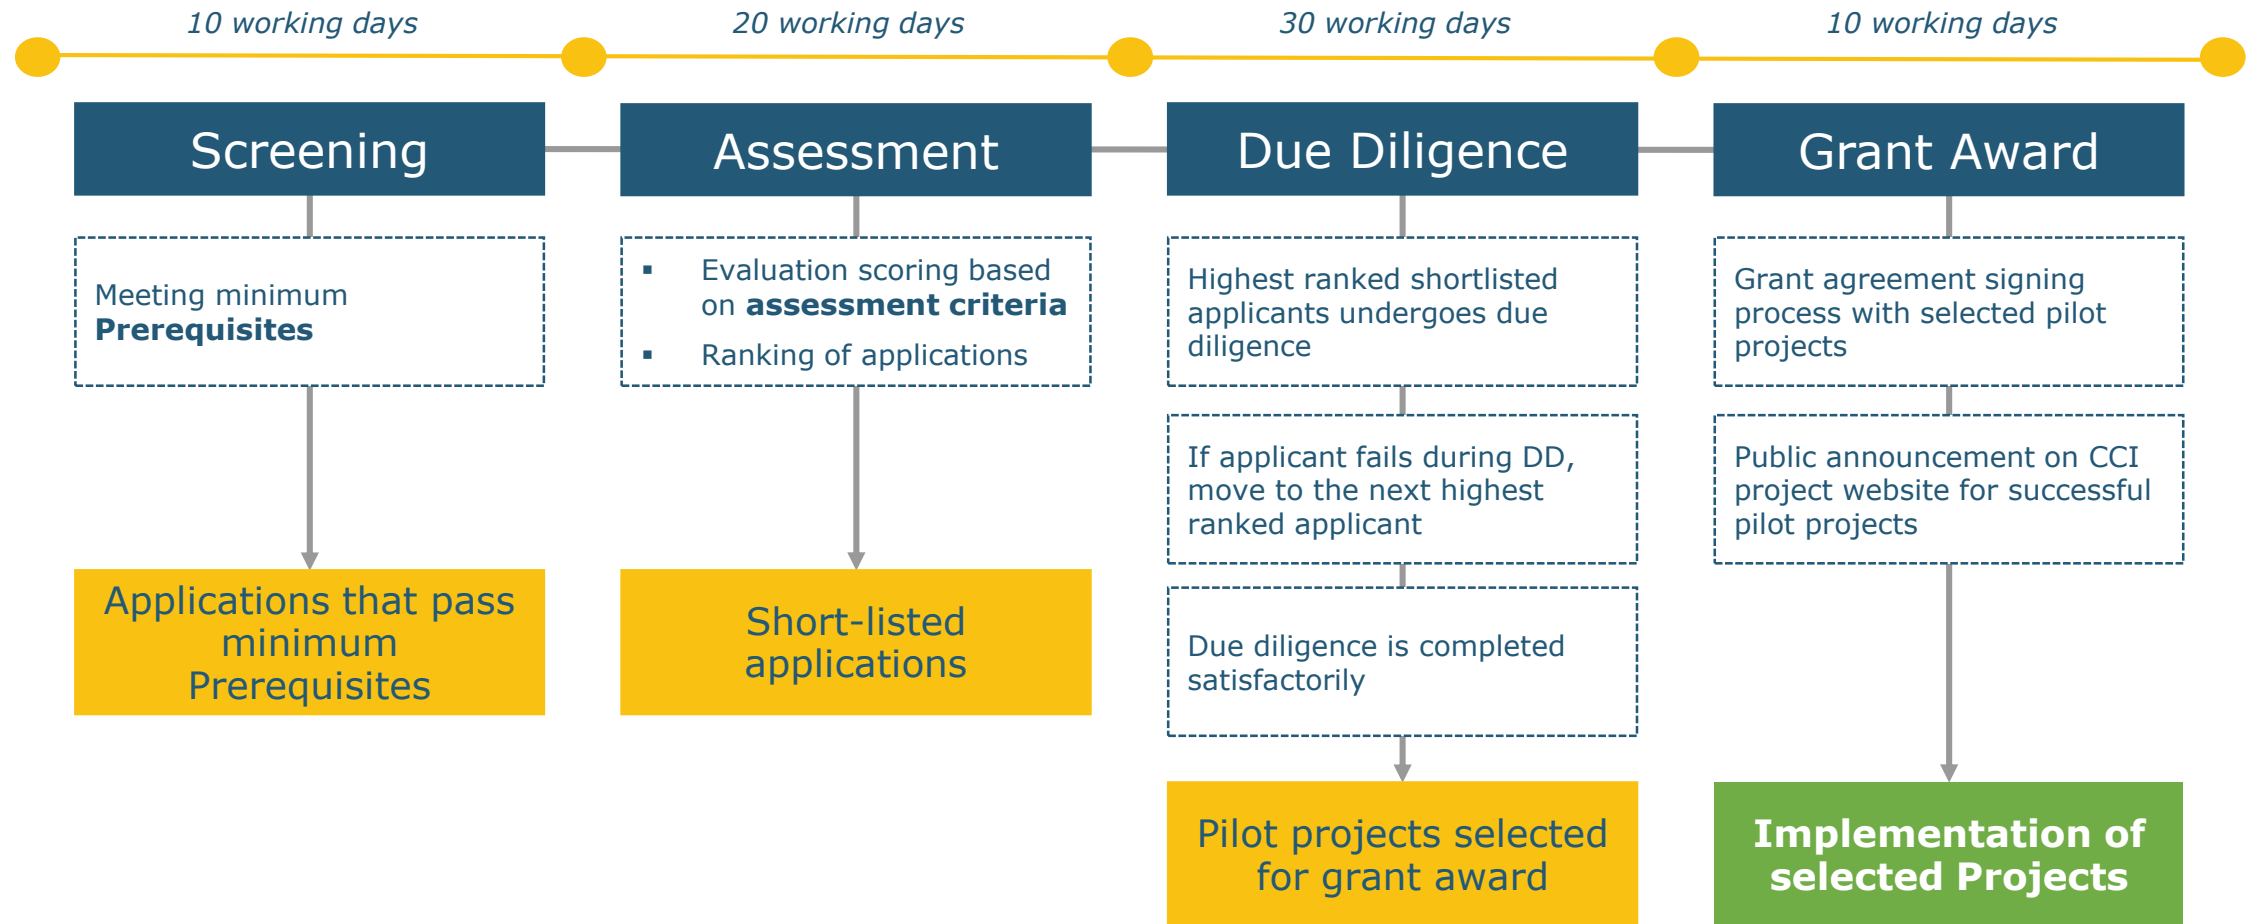 10 working days
20 working days
30 working days
10 working days
Screening
Assessment
Due Diligence
Grant Award
Meeting minimum
Prerequisites
▪ Evaluation scoring based
on assessment criteria
▪ Ranking of applications
Highest ranked shortlisted
applicants undergoes due
diligence
Grant agreement signing
process with selected pilot
projects
If applicant fails during DD,
move to the next highest
ranked applicant
Public announcement on CCI
project website for successful
pilot projects
Applications that pass
minimum
Prerequisites
Short-listed
applications
Due diligence is completed
satisfactorily
Pilot projects selected
for grant award
Implementation of
selected Projects